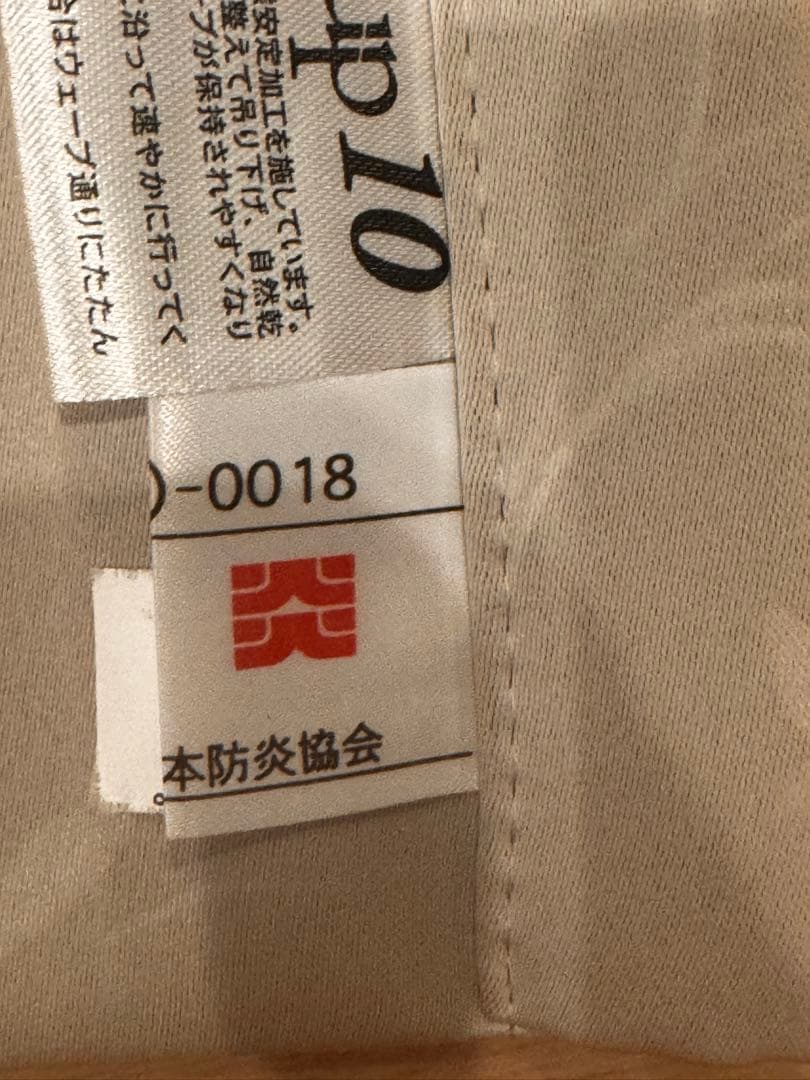 up 10
安定加工を施しています。
整えて吊り下げ、自然乾
ブが保持されやすくなり
に沿って速やかに行ってく
合はウェーブ通りにたたん
)-0018
本防炎協会
。